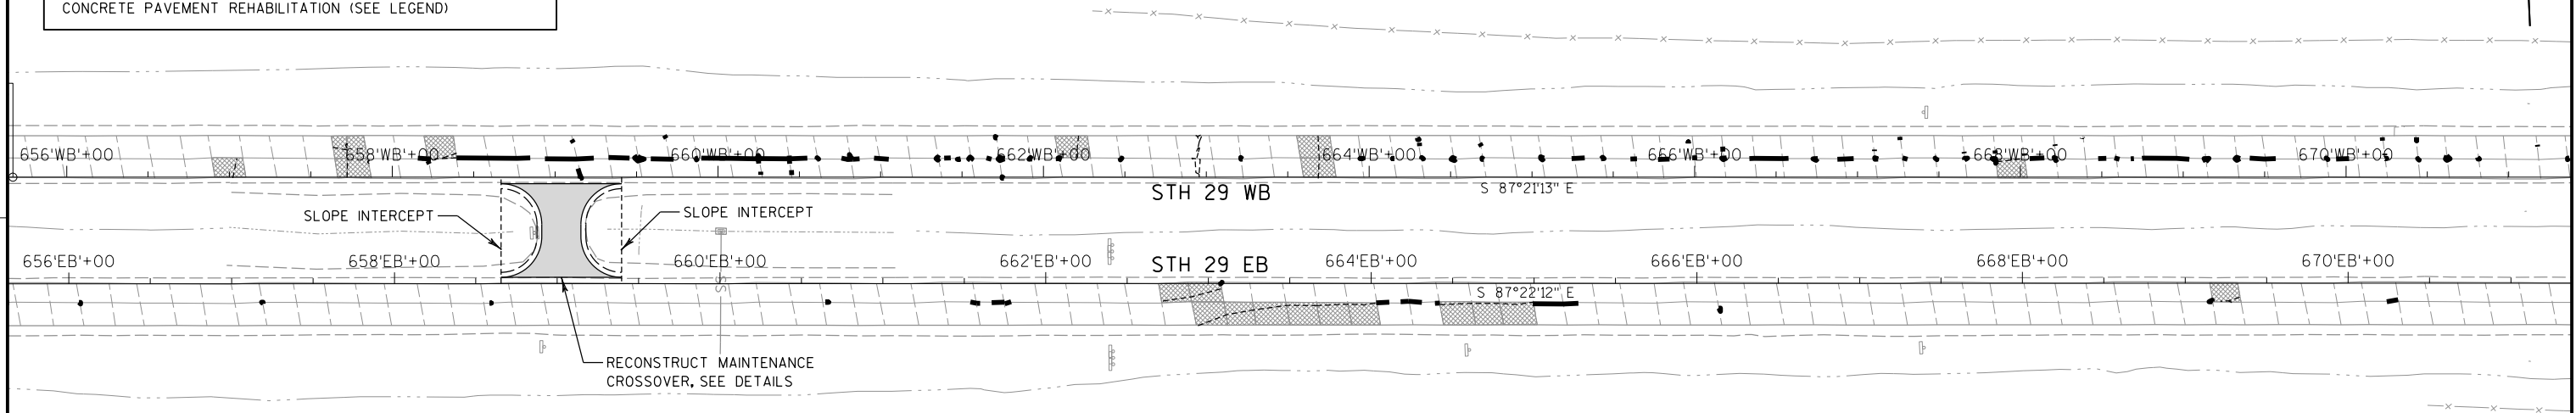 CONCRETE PAVEMENT REHABILITATION (SEE LEGEND)
656'WB'+00
658'WB'+00
660'WB'+00
662'WB'+00
664'WB'+00
666'WB'+00
668'WB'+00
670'WB'+00
STH 29 WB
S 87°21'13" E
SLOPE INTERCEPT
SLOPE INTERCEPT
656'EB'+00
658'EB'+00
660'EB'+00
662'EB'+00
STH 29 EB
664'EB'+00
666'EB'+00
668'EB'+00
670'EB'+00
S 87°22'12" E
RECONSTRUCT MAINTENANCE
CROSSOVER, SEE DETAILS